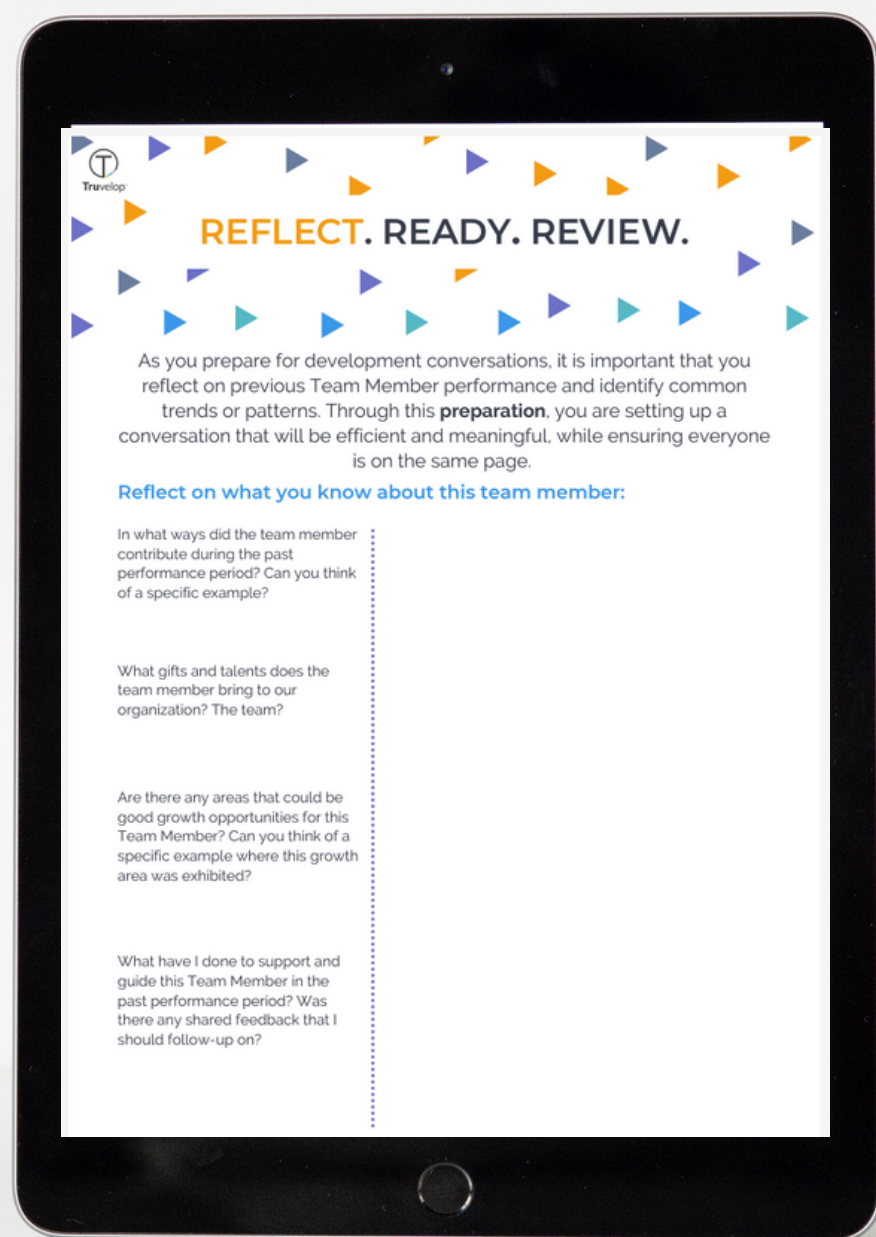 Truvelop
REFLECT. READY. REVIEW.
As you prepare for development conversations, it is important that you
reflect on previous Team Member performance and identify common
trends or patterns. Through this preparation, you are setting up a
conversation that will be efficient and meaningful, while ensuring everyone
is on the same page.
Reflect on what you know about this team member:
In what ways did the team member
contribute during the past
performance period? Can you think
of a specific example?
What gifts and talents does the
team member bring to our
organization? The team?
Are there any areas that could be
good growth opportunities for this
Team Member? Can you think of a
specific example where this growth
area was exhibited?
What have I done to support and
guide this Team Member in the
past performance period? Was
there any shared feedback that I
should follow-up on?